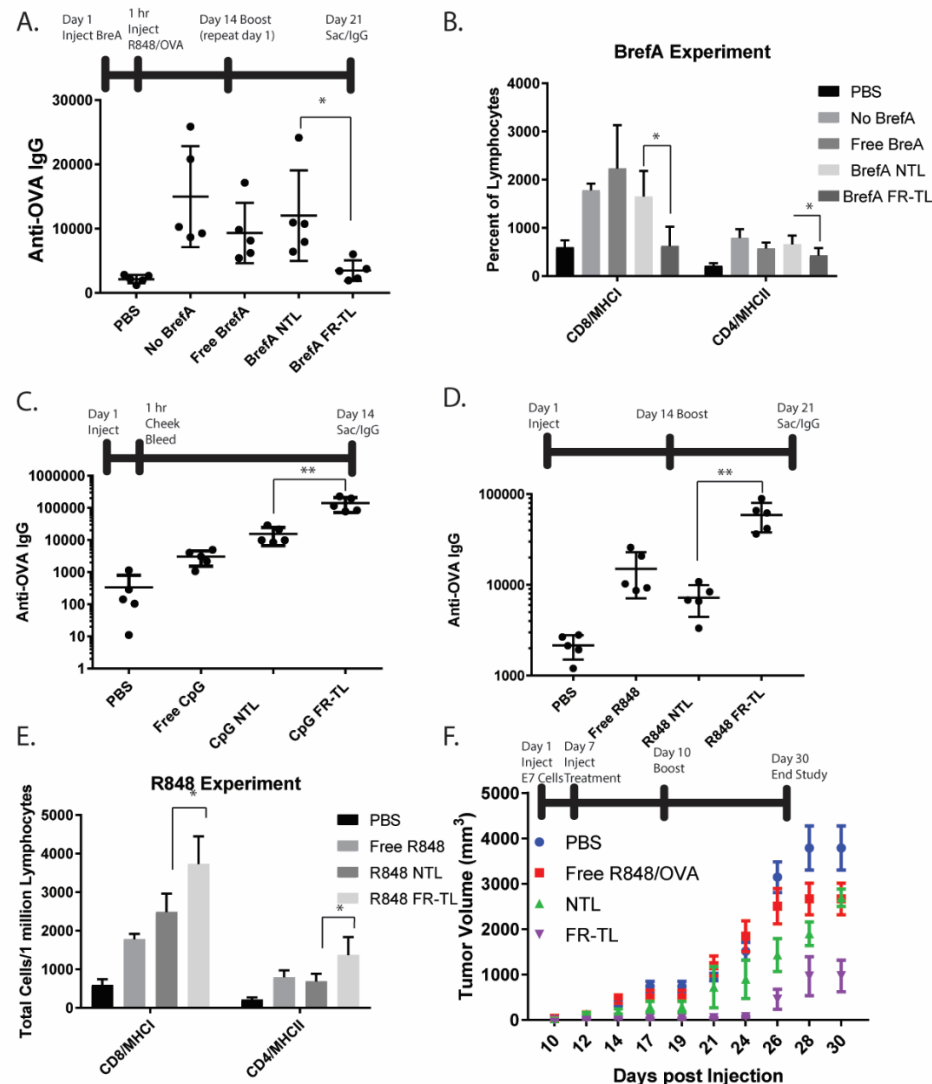 A.
Day 1
Inject BreA
1 hr
Inject
R848/OVA
Day 14 Boost
(repeat day 1)
Day 21
Sac/IgG
Anti-OVA IgG
30000
20000
10000
0
*
PBS
No BrefA
Free BrefA
BrefA NTL
BrefA FR-TL
B.
BrefA Experiment
Percent of Lymphocytes
4000
3000
2000
1000
0
*
*
PBS
No BrefA
Free BreA
BrefA NTL
BrefA FR-TL
CD8/MHCI
CD4/MHCII
C.
Day 1
Inject
1 hr
Cheek
Bleed
Day 14
Sac/IgG
Anti-OVA IgG
1000000
100000
10000
1000
100
10
1
**
PBS
Free CpG
CpG NTL
CpG FR-TL
D.
Day 1
Inject
Day 14 Boost
Day 21
Sac/IgG
Anti-OVA IgG
100000
10000
1000
**
PBS
Free R848
R848 NTL
R848 FR-TL
E.
R848 Experiment
Total Cells/1 million Lymphocytes
5000
4000
3000
2000
1000
0
*
*
PBS
Free R848
R848 NTL
R848 FR-TL
CD8/MHCI
CD4/MHCII
F.
Day 1
Inject
E7 Cells
Day 7
Inject
Treatment
Day 10
Boost
Day 30
End Study
Tumor Volume (mm³)
5000
4000
3000
2000
1000
0
PBS
Free R848/OVA
NTL
FR-TL
10 12 14 17 19 21 24 26 28 30
Days post Injection